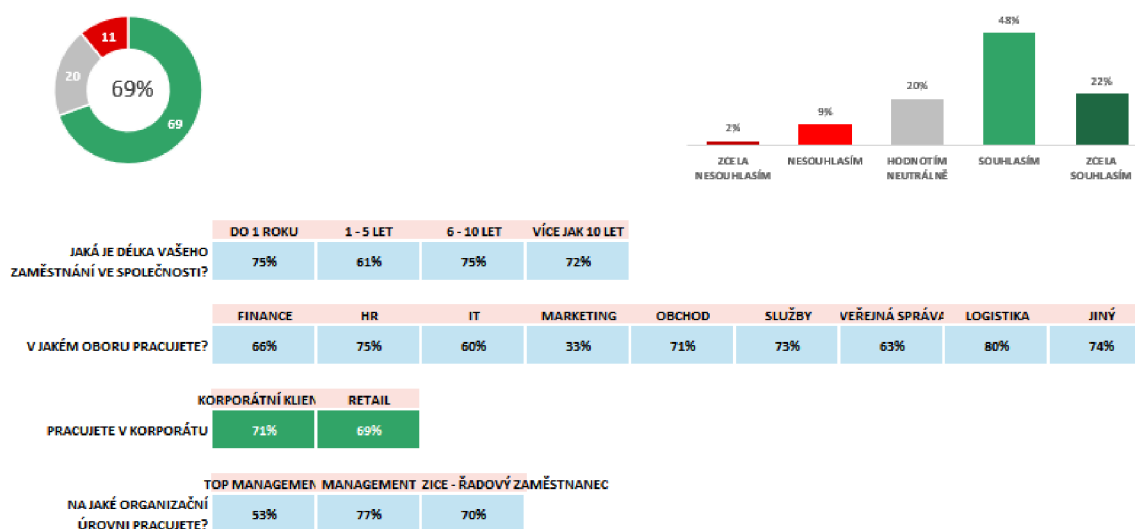 11
20
69%
69
48%
22%
20%
9%
2%
ZCELA NESOUHLASÍM
NESOUHLASÍM
HODNOTÍM NEUTRÁLNĚ
SOUHLASÍM
ZCELA SOUHLASÍM
DO 1 ROKU 1 - 5 LET 6 - 10 LET VÍCE JAK 10 LET
JAKÁ JE DÉLKA VAŠEHO
ZAMĚSTNÁNÍ VE SPOLEČNOSTI?
75% 61% 75% 72%
FINANCE HR IT MARKETING OBCHOD SLUŽBY VEŘEJNÁ SPRÁVA LOGISTIKA JINÝ
V JAKÉM OBORU PRACUJETE? 66% 75% 60% 33% 71% 73% 63% 80% 74%
KORPORÁTNÍ KLIEN RETAIL
PRACUJETE V KORPORÁTU 71% 69%
TOP MANAGEMEN MANAGEMENT ZICE - ŘADOVÝ ZAMĚSTNANEC
NA JAKÉ ORGANIZAČNÍ
ÚROVNI PRACUJETE?
53% 77% 70%